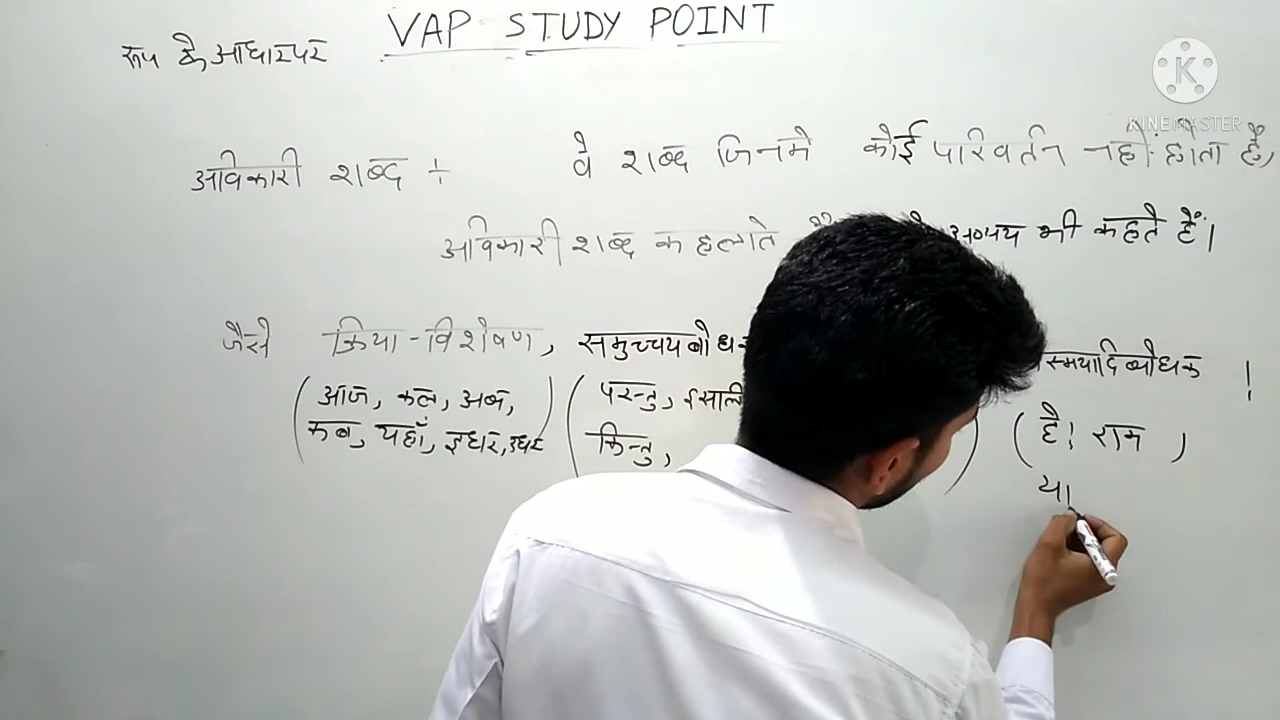 VAP STUDY POINT
रूप के आधार पर
K
KINEMASTER
अविकारी शब्द ÷ वे शब्द जिनमे कोई परिवर्तन नहीं होता है,
अविकारी शब्द कहलाते अव्यय भी कहते हैं।
जैसे क्रिया-विशेषण, समुच्चयबोधक स्मयादिबोधक !
(आज, कल, अब, (परन्तु, इसलि ) (है! राम ,
कब, यहाँ, इधर, उधर) किन्तु,
या